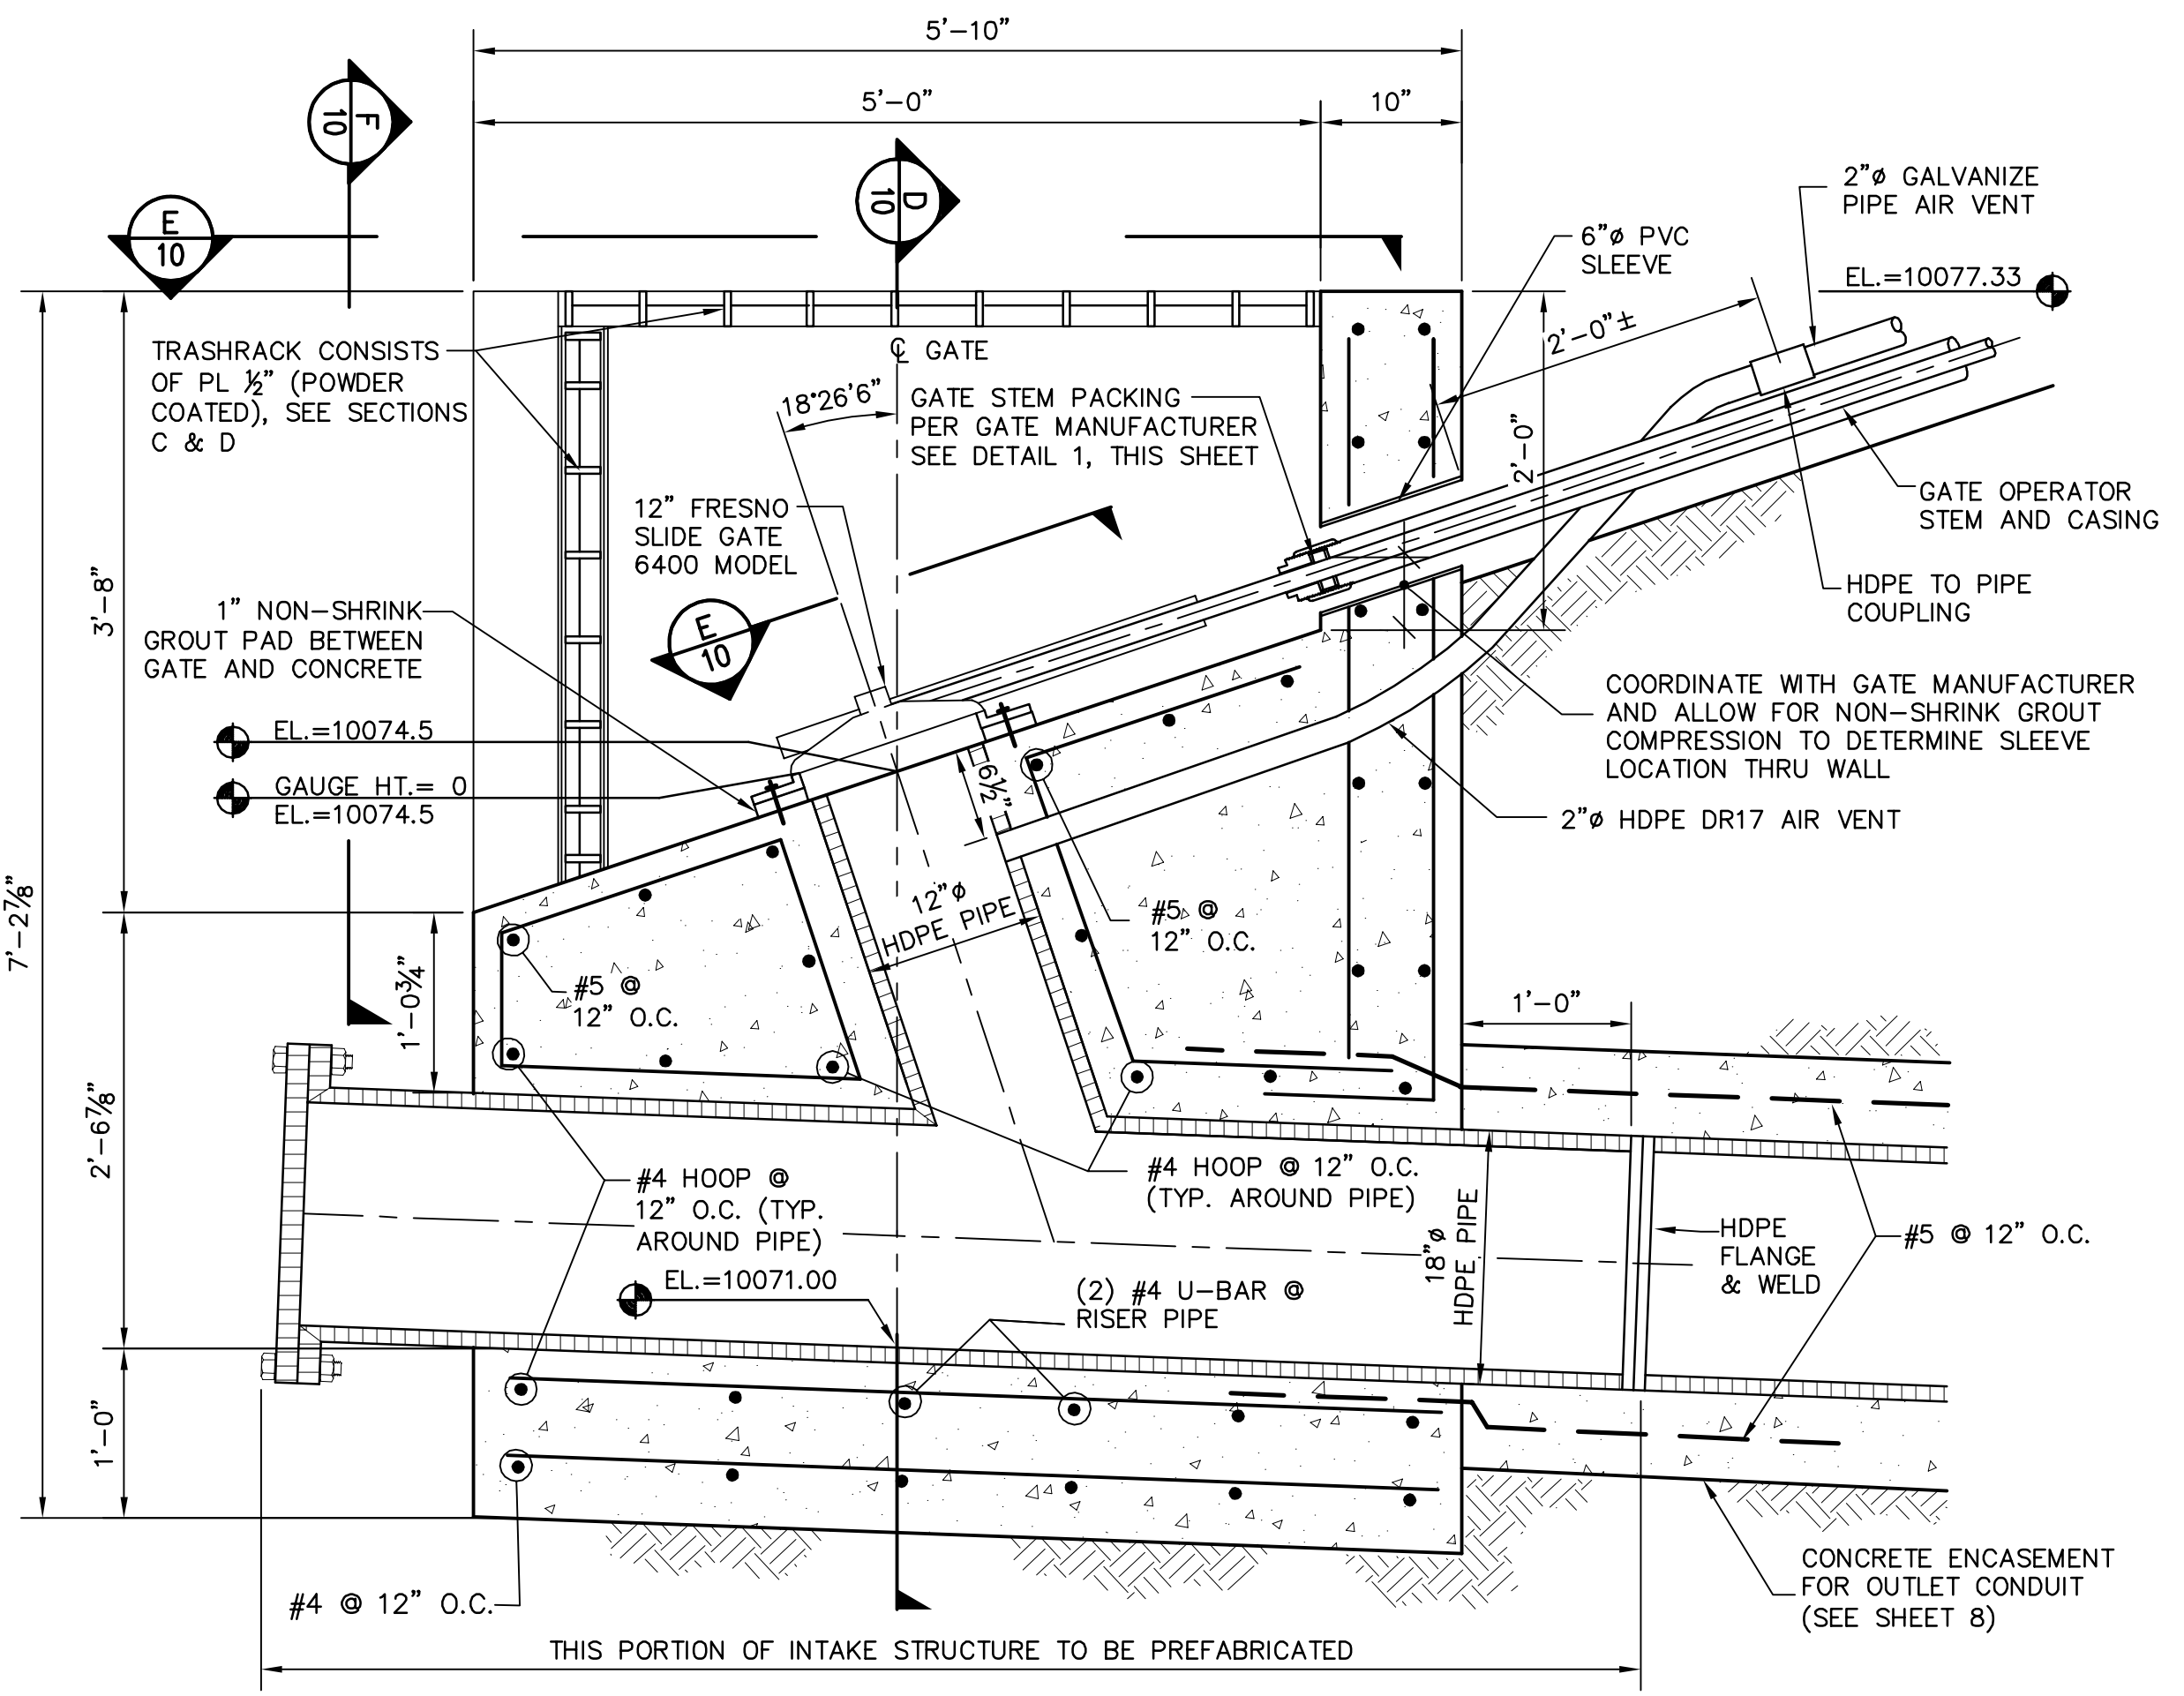 5'-10"
5'-0"
10"
F
10
D
10
E
10
2"ø GALVANIZE
PIPE AIR VENT
6"ø PVC
SLEEVE
EL.=10077.33
2'-0"±
TRASHRACK CONSISTS
OF PL ½" (POWDER
COATED), SEE SECTIONS
C & D
℄ GATE
18°26'6"
GATE STEM PACKING
PER GATE MANUFACTURER
SEE DETAIL 1, THIS SHEET
2'-0"
12" FRESNO
SLIDE GATE
6400 MODEL
GATE OPERATOR
STEM AND CASING
HDPE TO PIPE
COUPLING
3'-8"
1" NON-SHRINK
GROUT PAD BETWEEN
GATE AND CONCRETE
E
10
COORDINATE WITH GATE MANUFACTURER
AND ALLOW FOR NON-SHRINK GROUT
COMPRESSION TO DETERMINE SLEEVE
LOCATION THRU WALL
EL.=10074.5
GAUGE HT.= 0
EL.=10074.5
6½"
2"ø HDPE DR17 AIR VENT
7'-2⅞"
12"ø
HDPE PIPE
#5 @
12" O.C.
#5 @
12" O.C.
1'-0¾"
1'-0"
2'-6⅞"
#4 HOOP @
12" O.C. (TYP.
AROUND PIPE)
#4 HOOP @ 12" O.C.
(TYP. AROUND PIPE)
18"ø
HDPE PIPE
HDPE
FLANGE
& WELD
#5 @ 12" O.C.
EL.=10071.00
(2) #4 U-BAR @
RISER PIPE
1'-0"
#4 @ 12" O.C.
CONCRETE ENCASEMENT
FOR OUTLET CONDUIT
(SEE SHEET 8)
THIS PORTION OF INTAKE STRUCTURE TO BE PREFABRICATED